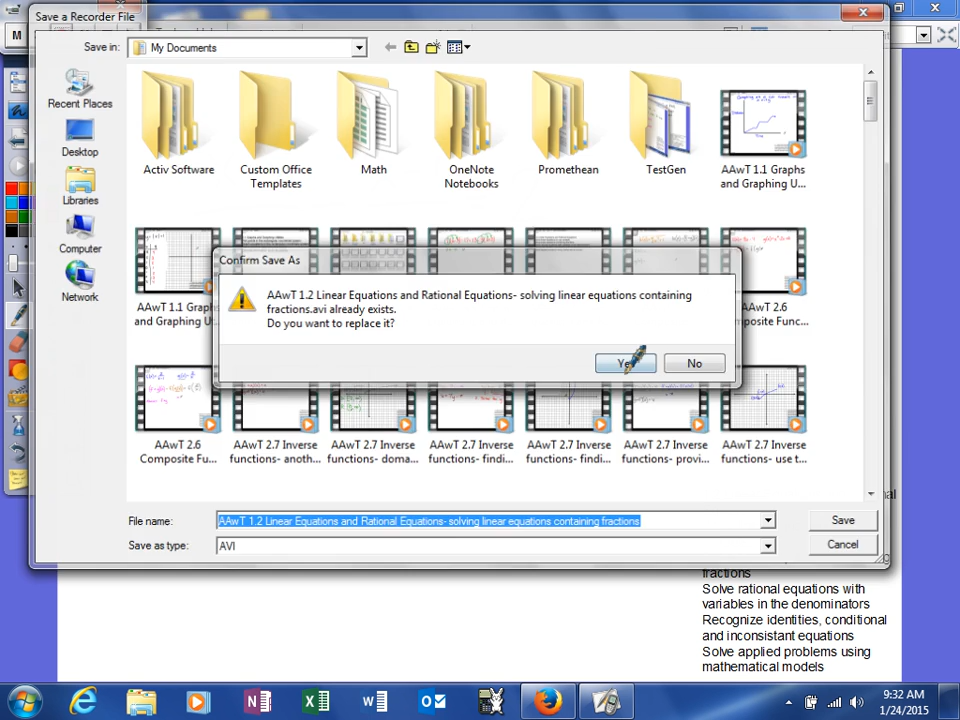 Save a Recorder File
M
Save in:
My Documents
Recent Places
Desktop
Libraries
Computer
Network
Activ Software
Custom Office
Templates
Math
OneNote
Notebooks
Promethean
TestGen
AAwT 1.1 Graphs
and Graphing U...
AAwT 1.1 Graphs
and Graphing U...
AAwT 2.6
Composite Func...
Confirm Save As
AAwT 1.2 Linear Equations and Rational Equations- solving linear equations containing
fractions.avi already exists.
Do you want to replace it?
Yes
No
AAwT 2.6
Composite Fu...
AAwT 2.7 Inverse
functions- anoth...
AAwT 2.7 Inverse
functions- doma...
AAwT 2.7 Inverse
functions- findi...
AAwT 2.7 Inverse
functions- findi...
AAwT 2.7 Inverse
functions- provi...
AAwT 2.7 Inverse
functions- use t...
File name:
AAwT 1.2 Linear Equations and Rational Equations- solving linear equations containing fractions
Save
Save as type:
AVI
Cancel
fractions
Solve rational equations with
variables in the denominators
Recognize identities, conditional
and inconsistant equations
Solve applied problems using
mathematical models
9:32 AM
1/24/2015